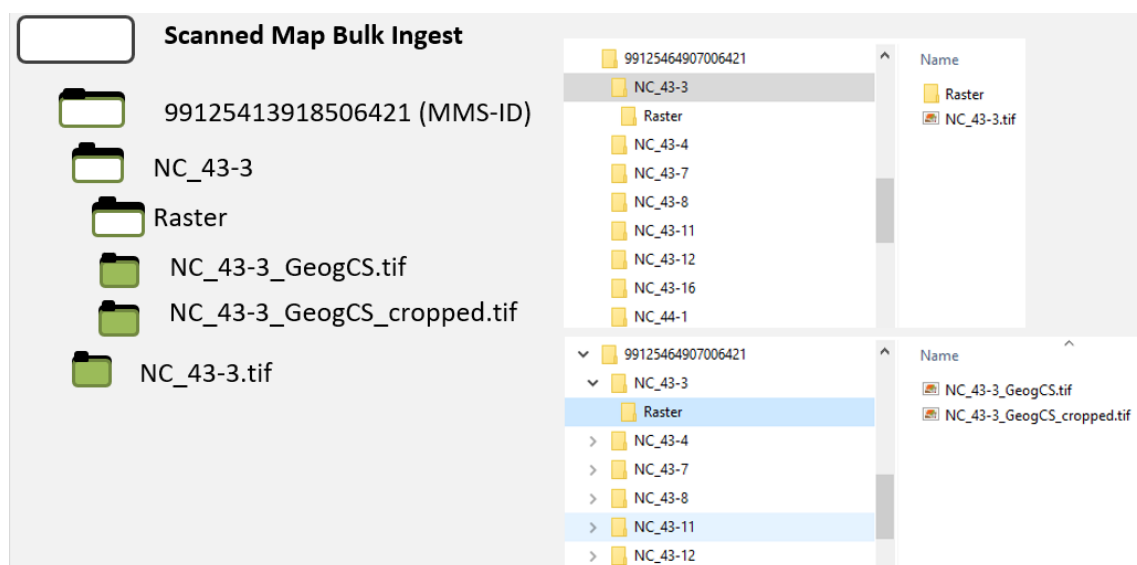 Scanned Map Bulk Ingest
99125413918506421 (MMS-ID)
NC_43-3
Raster
NC_43-3_GeogCS.tif
NC_43-3_GeogCS_cropped.tif
NC_43-3.tif
99125464907006421
NC_43-3
Raster
NC_43-4
NC_43-7
NC_43-8
NC_43-11
NC_43-12
NC_43-16
NC_44-1
Name
Raster
NC_43-3.tif
99125464907006421
NC_43-3
Raster
NC_43-4
NC_43-7
NC_43-8
NC_43-11
NC_43-12
Name
NC_43-3_GeogCS.tif
NC_43-3_GeogCS_cropped.tif